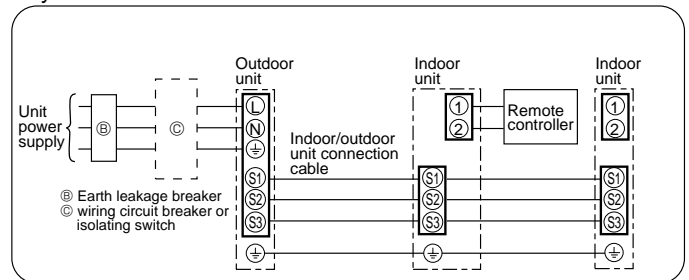 Outdoor
unit
Indoor
unit
Indoor
unit
Unit
power
supply
Ⓑ
Ⓒ
L
N
⏚
S1
S2
S3
⏚
Indoor/outdoor
unit connection
cable
1
2
Remote
controller
S1
S2
S3
⏚
1
2
S1
S2
S3
⏚
Ⓑ Earth leakage breaker
Ⓒ wiring circuit breaker or
isolating switch